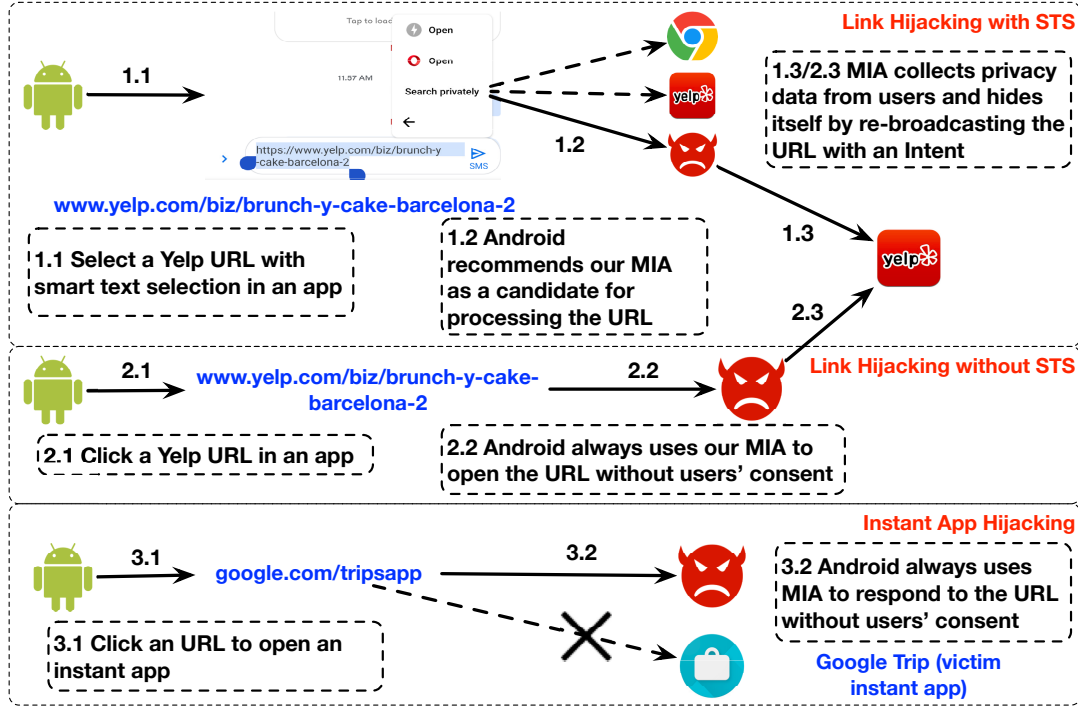 Link Hijacking with STS
Tap to load
Open
Open
11:57 AM
Search privately
https://www.yelp.com/biz/brunch-y
-cake-barcelona-2
SMS
1.1
1.2
yelp
1.3/2.3 MIA collects privacy
data from users and hides
itself by re-broadcasting the
URL with an Intent
www.yelp.com/biz/brunch-y-cake-barcelona-2
1.1 Select a Yelp URL with
smart text selection in an app
1.2 Android
recommends our MIA
as a candidate for
processing the URL
1.3
yelp
2.3
Link Hijacking without STS
2.1
www.yelp.com/biz/brunch-y-cake-
barcelona-2
2.2
2.1 Click a Yelp URL in an app
2.2 Android always uses our MIA to
open the URL without users’ consent
Instant App Hijacking
3.1
google.com/tripsapp
3.2
3.2 Android always uses
MIA to respond to the URL
without users’ consent
3.1 Click an URL to open an
instant app
Google Trip (victim
instant app)